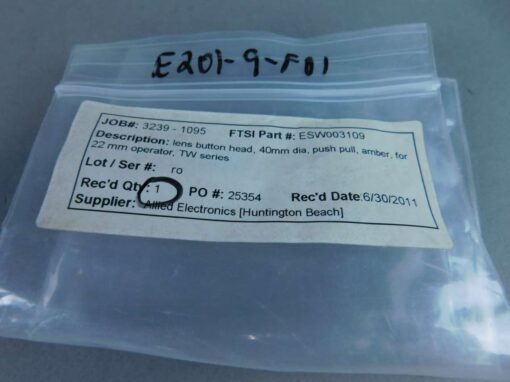 E201-9-F01
JOB#: 3239 - 1095 FTSI Part #: ESW003109
Description: lens button head, 40mm dia, push pull, amber, for
22 mm operator, TW series
Lot / Ser #: ro
Rec'd Qty: 1 PO #: 25354 Rec'd Date:6/30/2011
Supplier: Allied Electronics [Huntington Beach]